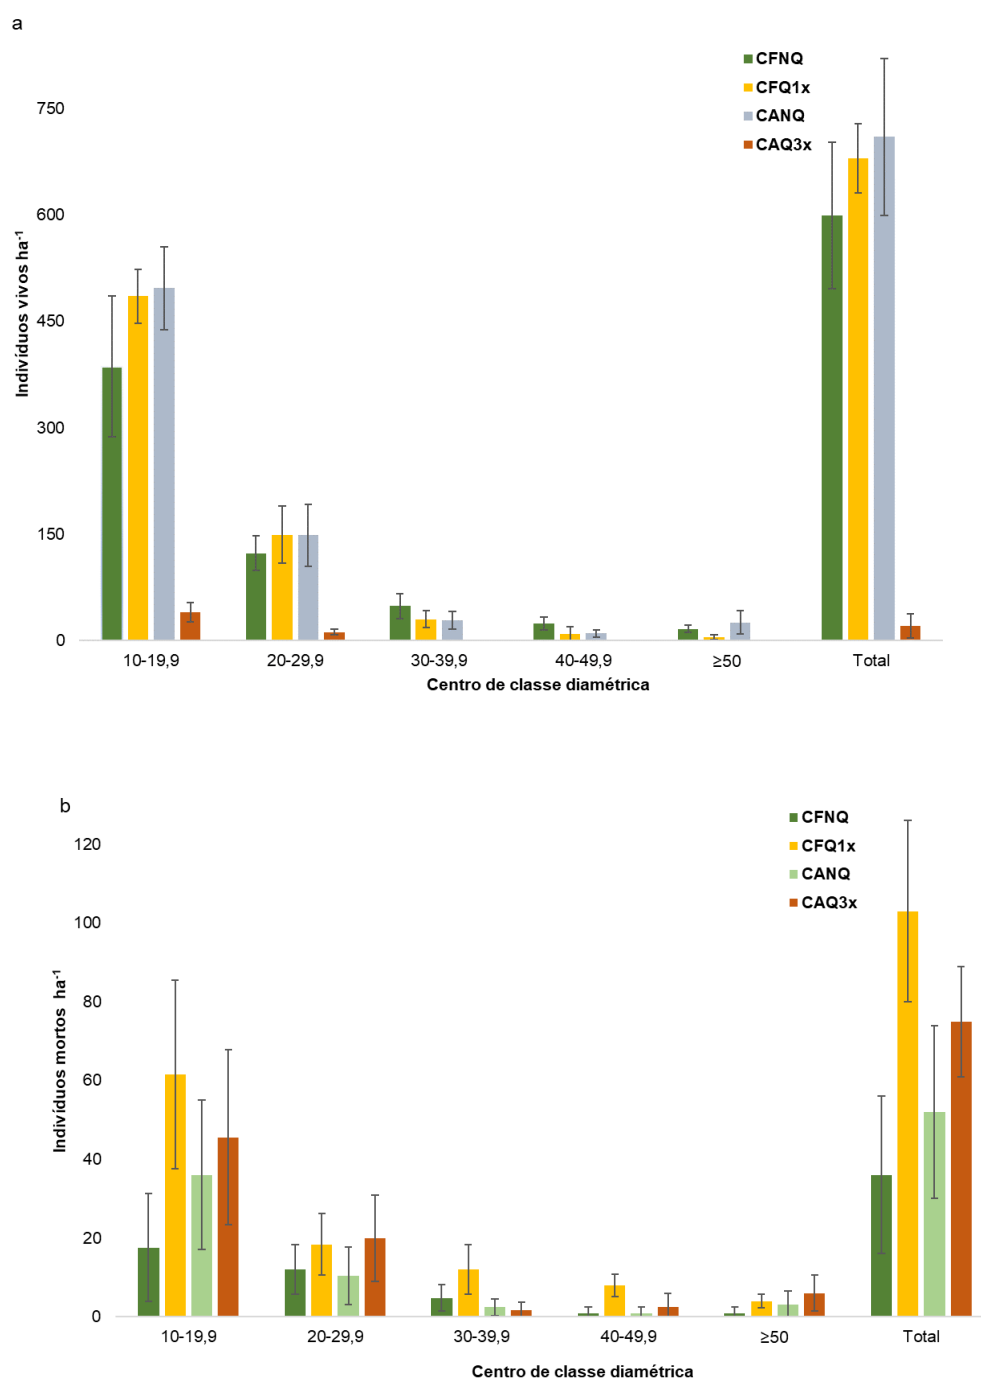 a
CFNQ
CFQ1x
CANQ
CAQ3x
750
600
450
300
150
0
Indivíduos vivos ha-1
10-19,9 20-29,9 30-39,9 40-49,9 ≥50 Total
Centro de classe diamétrica
b
CFNQ
CFQ1x
CANQ
CAQ3x
120
100
80
60
40
20
0
Indivíduos mortos ha-1
10-19,9 20-29,9 30-39,9 40-49,9 ≥50 Total
Centro de classe diamétrica